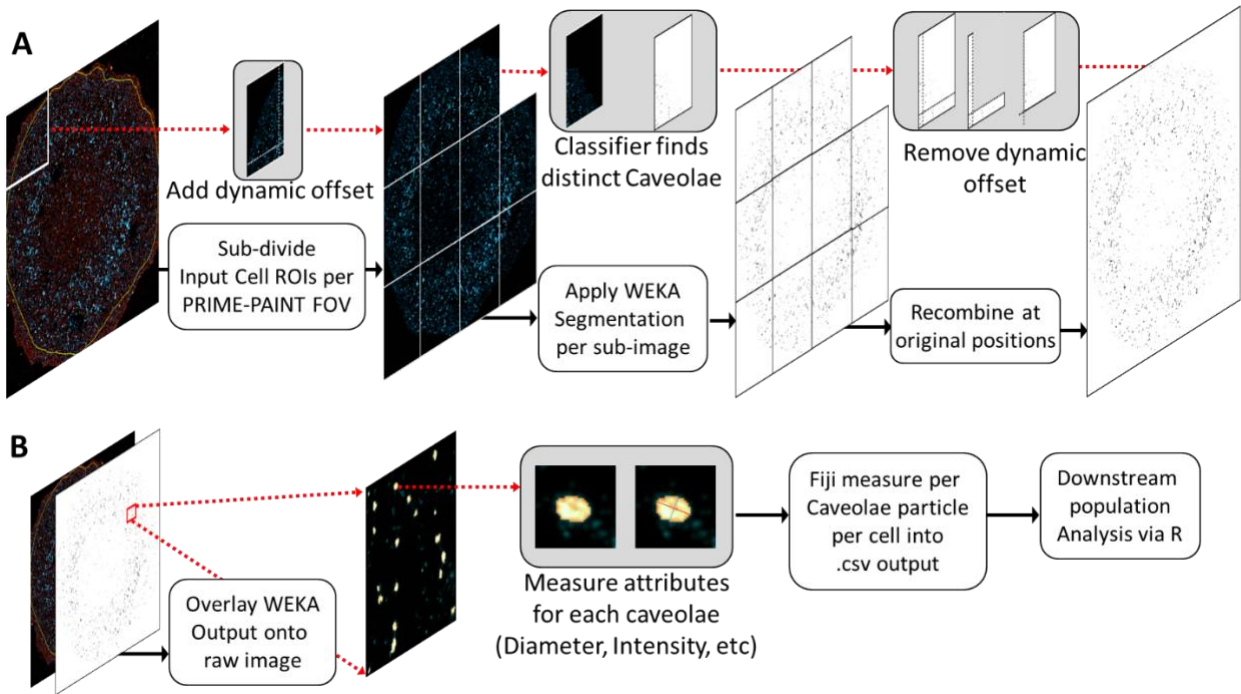 A
Add dynamic offset
Sub-divide
Input Cell ROIs per
PRIME-PAINT FOV
Classifier finds
distinct Caveolae
Apply WEKA
Segmentation
per sub-image
Remove dynamic
offset
Recombine at
original positions
B
Overlay WEKA
Output onto
raw image
Measure attributes
for each caveolae
(Diameter, Intensity, etc)
Fiji measure per
Caveolae particle
per cell into
.csv output
Downstream
population
Analysis via R